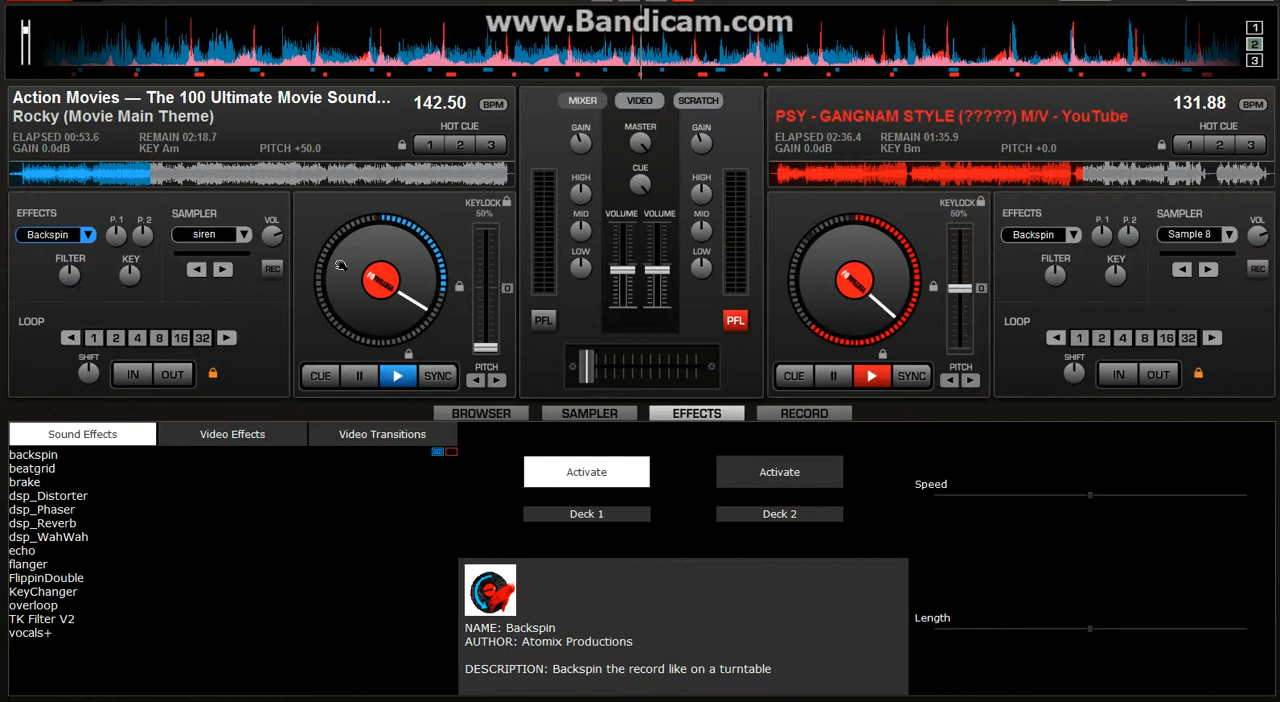 www.Bandicam.com
1
2
3
Action Movies — The 100 Ultimate Movie Sound...
142.50 BPM
Rocky (Movie Main Theme)
HOT CUE
ELAPSED 00:53.6 REMAIN 02:18.7
GAIN 0.0dB KEY Am PITCH +50.0
1 2 3
MIXER VIDEO SCRATCH
GAIN MASTER GAIN
CUE
HIGH HIGH
MID VOLUME VOLUME MID
LOW LOW
PFL PFL
131.88 BPM
PSY - GANGNAM STYLE (?????) M/V - YouTube
HOT CUE
ELAPSED 02:36.4 REMAIN 01:35.9
GAIN 0.0dB KEY Bm PITCH +0.0
1 2 3
EFFECTS P. 1 P. 2 SAMPLER VOL
Backspin siren
FILTER KEY REC
LOOP
1 2 4 8 16 32
SHIFT
IN OUT
KEYLOCK
50%
0
CUE SYNC PITCH
KEYLOCK
50%
0
CUE SYNC PITCH
EFFECTS P. 1 P. 2 SAMPLER VOL
Backspin Sample 8
FILTER KEY REC
LOOP
1 2 4 8 16 32
SHIFT
IN OUT
BROWSER SAMPLER EFFECTS RECORD
Sound Effects Video Effects Video Transitions
backspin
beatgrid
brake
dsp_Distorter
dsp_Phaser
dsp_Reverb
dsp_WahWah
echo
flanger
FlippinDouble
KeyChanger
overloop
TK Filter V2
vocals+
Activate Activate
Deck 1 Deck 2
Speed
Length
NAME: Backspin
AUTHOR: Atomix Productions
DESCRIPTION: Backspin the record like on a turntable